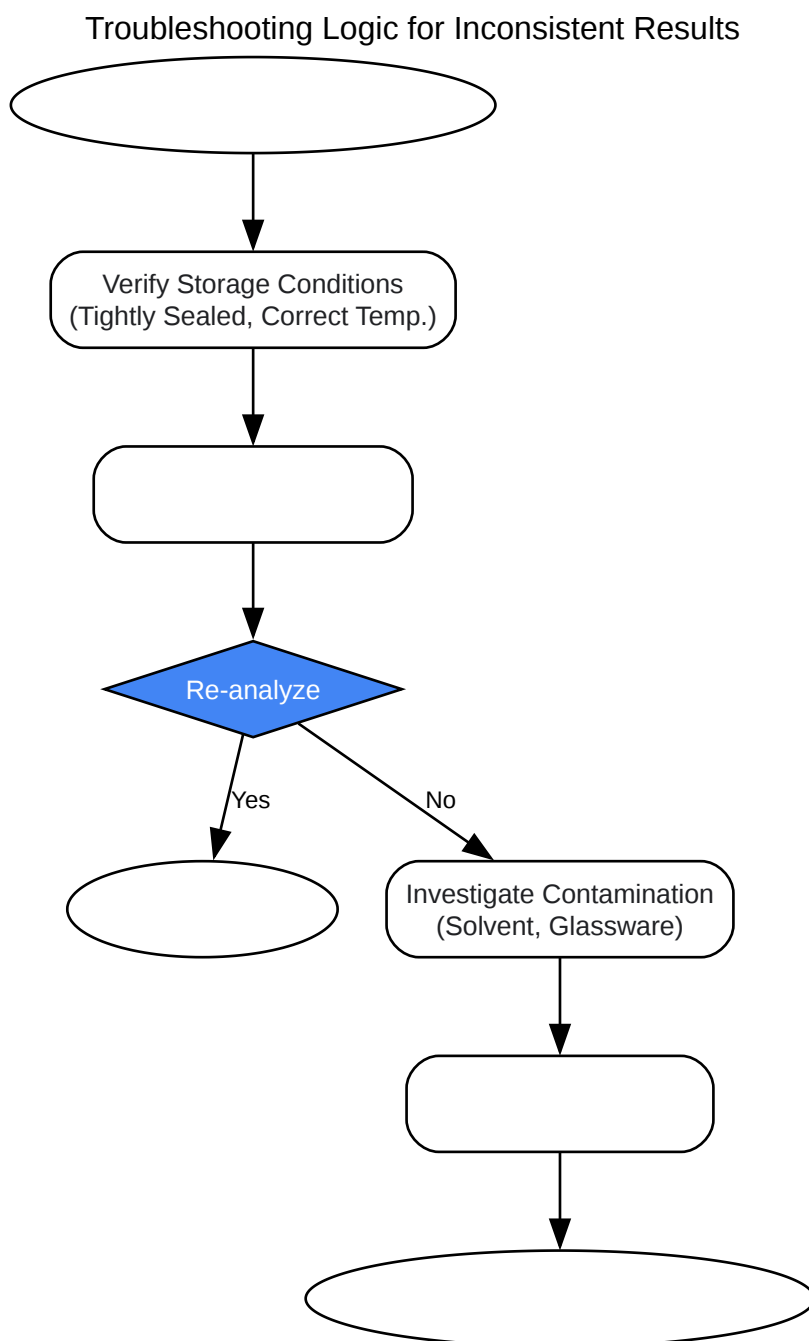 Troubleshooting Logic for Inconsistent Results
Verify Storage Conditions
(Tightly Sealed, Correct Temp.)
Re-analyze
Yes
No
Investigate Contamination
(Solvent, Glassware)